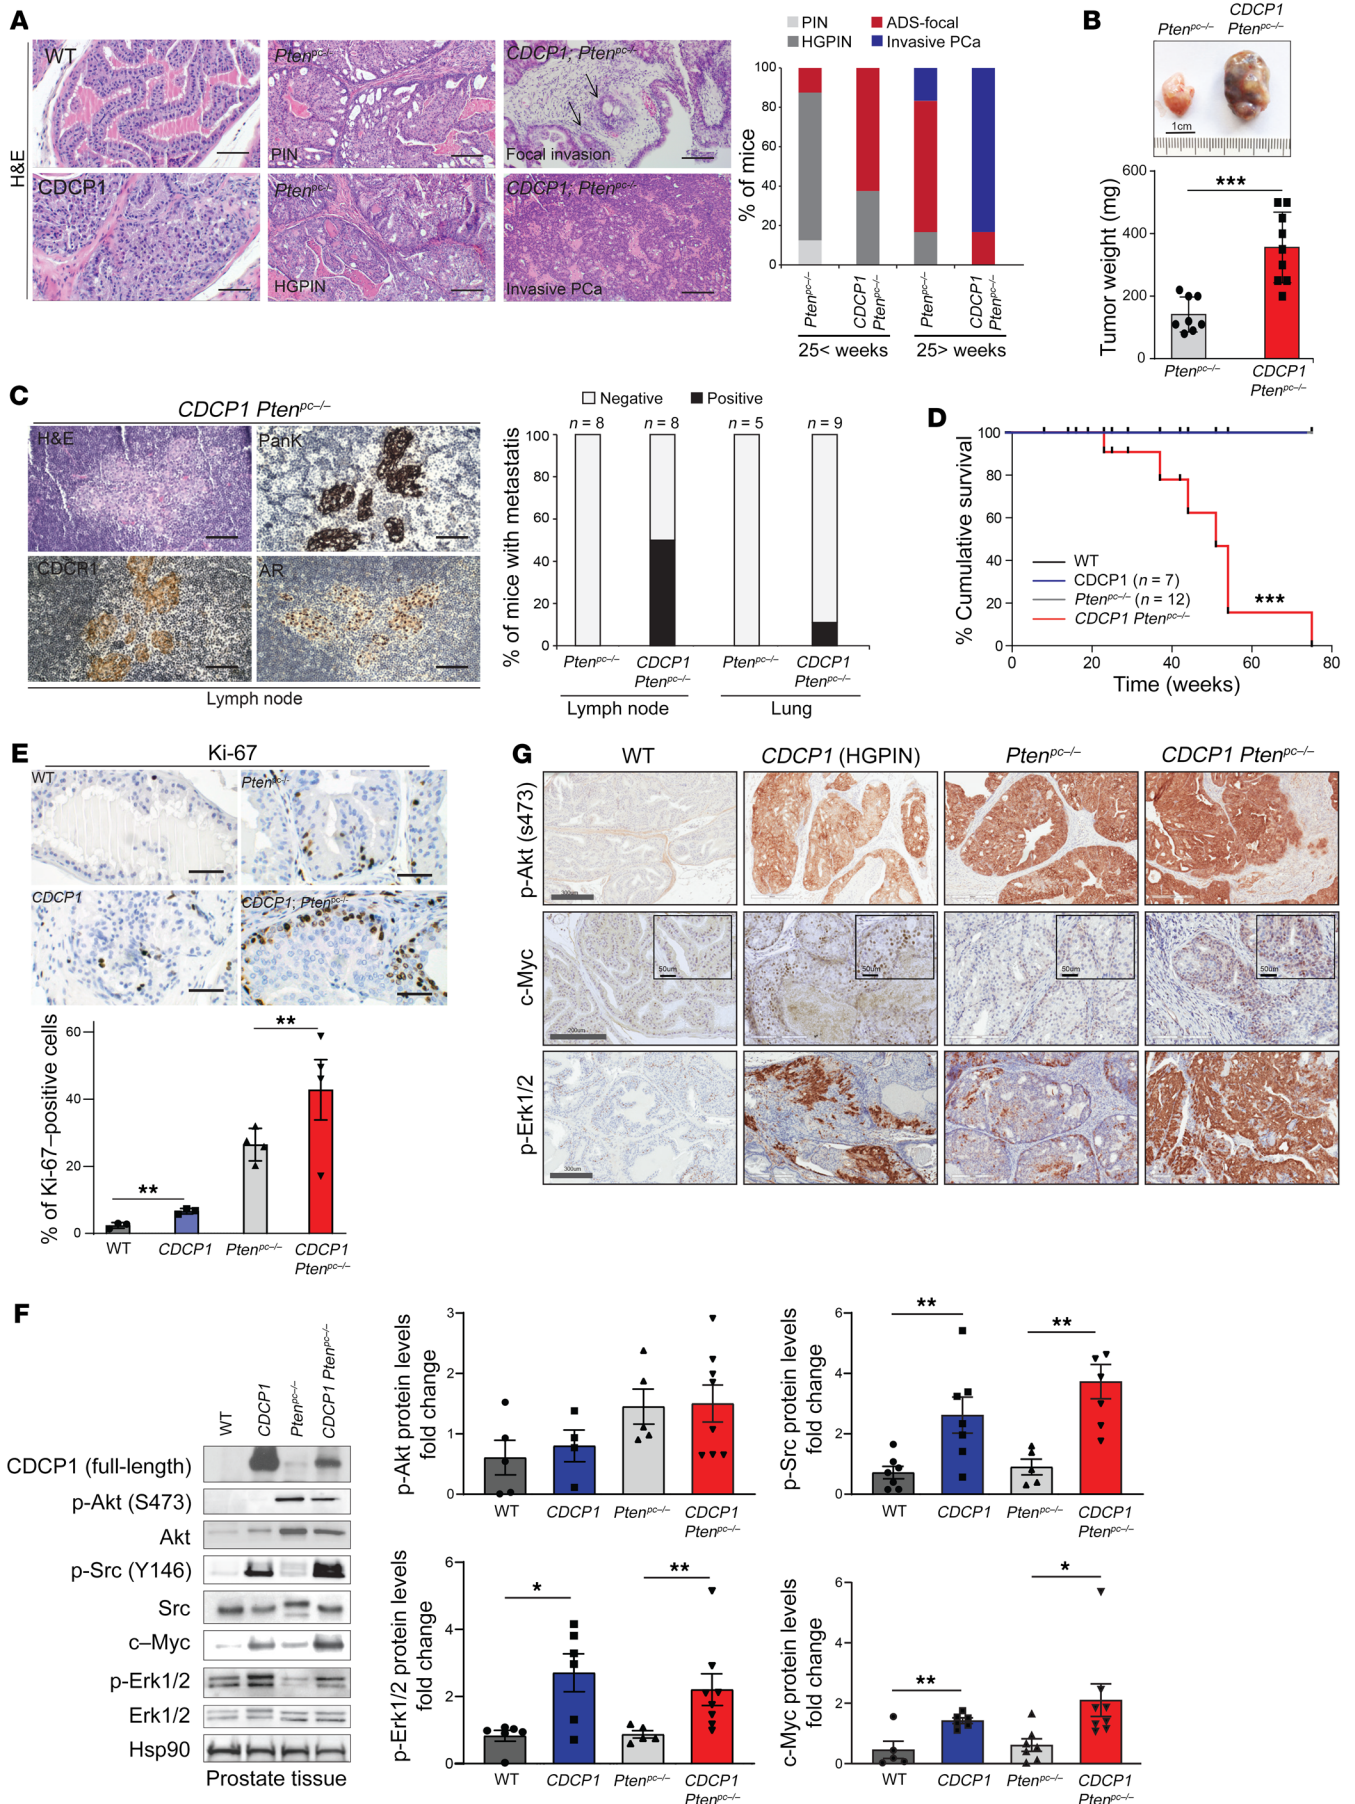 A
H&E
WT
Pten^pc-/-
PIN
CDCP1; Pten^pc-/-
Focal invasion
CDCP1
Pten^pc-/-
HGPIN
CDCP1; Pten^pc-/-
Invasive PCa
PIN
HGPIN
ADS-focal
Invasive PCa
% of mice
100
80
60
40
20
0
Pten^pc–/–
CDCP1
Pten^pc–/–
Pten^pc–/–
CDCP1
Pten^pc–/–
25< weeks
25> weeks
B
Pten^pc–/–
CDCP1
Pten^pc–/–
1cm
Tumor weight (mg)
600
400
200
0
***
Pten^pc–/–
CDCP1
Pten^pc–/–
C
CDCP1 Pten^pc–/–
H&E
PanK
CDCP1
AR
Lymph node
Negative
Positive
% of mice with metastatis
n = 8
n = 8
n = 5
n = 9
100
80
60
40
20
0
Pten^pc–/–
CDCP1
Pten^pc–/–
Pten^pc–/–
CDCP1
Pten^pc–/–
Lymph node
Lung
D
% Cumulative survival
100
80
60
40
20
0
WT
CDCP1 (n = 7)
Pten^pc–/– (n = 12)
CDCP1 Pten^pc–/–
***
0
20
40
60
80
Time (weeks)
E
Ki-67
WT
Pten^pc-/-
CDCP1
CDCP1; Pten^pc-/-
% of Ki-67–positive cells
60
40
20
0
**
**
WT
CDCP1
Pten^pc–/–
CDCP1
Pten^pc–/–
G
WT
CDCP1 (HGPIN)
Pten^pc–/–
CDCP1 Pten^pc–/–
p-Akt (s473)
300um
c-Myc
200um
50um
50um
50um
50um
p-Erk1/2
300um
F
WT
CDCP1
Pten^pc–/–
CDCP1 Pten^pc–/–
CDCP1 (full-length)
p-Akt (S473)
Akt
p-Src (Y146)
Src
c–Myc
p-Erk1/2
Erk1/2
Hsp90
Prostate tissue
p-Akt protein levels
fold change
3
2
1
0
WT
CDCP1
Pten^pc–/–
CDCP1
Pten^pc–/–
p-Src protein levels
fold change
6
4
2
0
**
**
WT
CDCP1
Pten^pc–/–
CDCP1
Pten^pc–/–
p-Erk1/2 protein levels
fold change
6
4
2
0
*
**
WT
CDCP1
Pten^pc–/–
CDCP1
Pten^pc–/–
c-Myc protein levels
fold change
6
4
2
0
**
*
WT
CDCP1
Pten^pc–/–
CDCP1
Pten^pc–/–